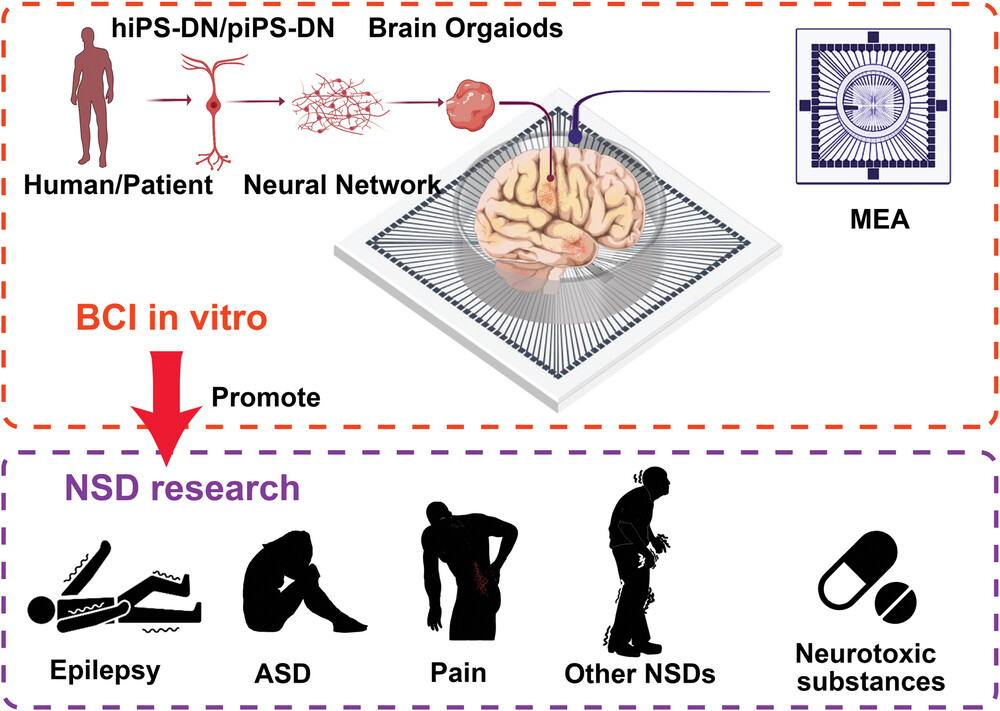 hiPS-DN/piPS-DN
Brain Orgaiods
Human/Patient
Neural Network
MEA
BCI in vitro
Promote
NSD research
Epilepsy
ASD
Pain
Other NSDs
Neurotoxic
substances